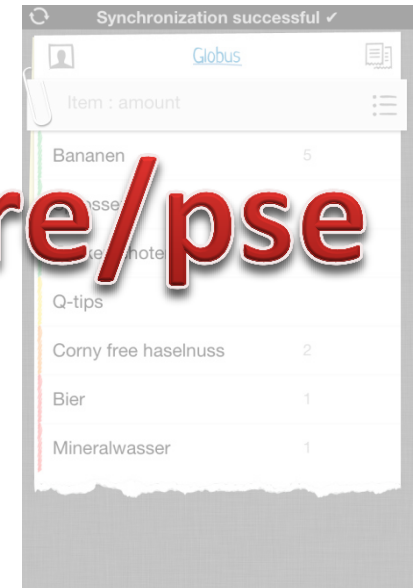 Synchronization successful ✔
Globus
Item : amount
Bananen 5
re/pse
Q-tips
Corny free haselnuss 2
Bier 1
Mineralwasser 1